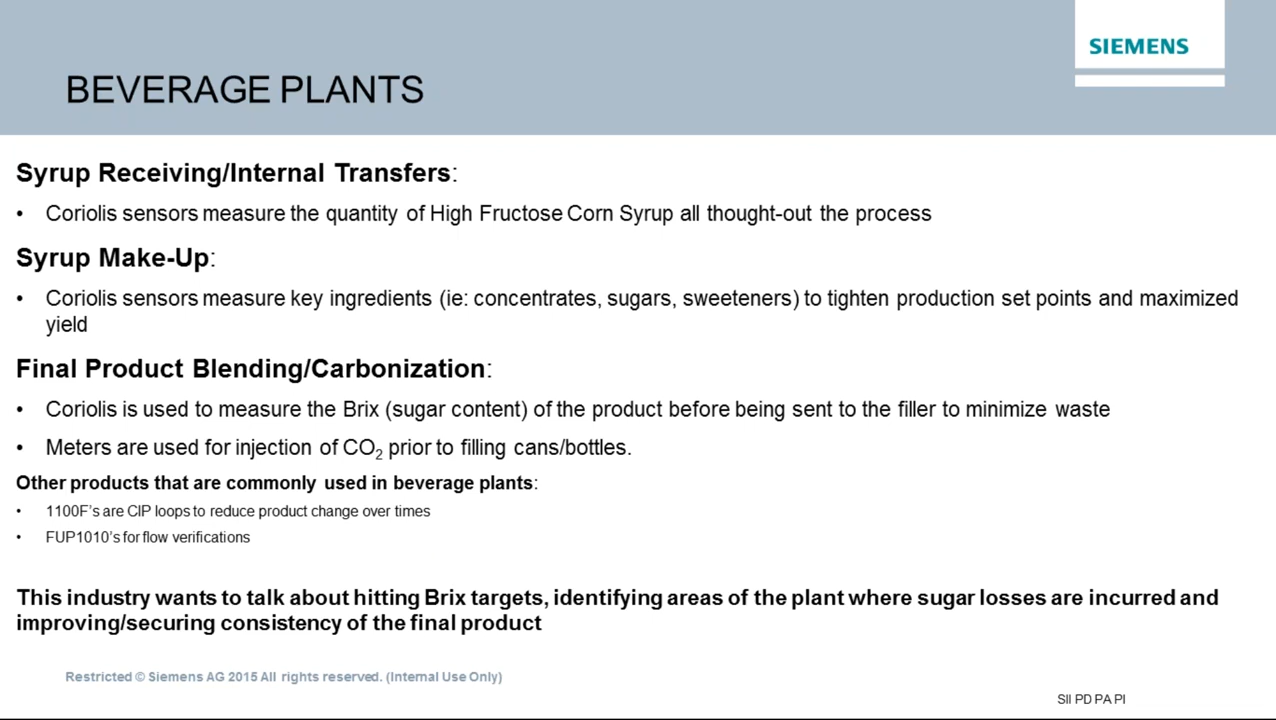 SIEMENS
BEVERAGE PLANTS
Syrup Receiving/Internal Transfers:
• Coriolis sensors measure the quantity of High Fructose Corn Syrup all thought-out the process
Syrup Make-Up:
• Coriolis sensors measure key ingredients (ie: concentrates, sugars, sweeteners) to tighten production set points and maximized
yield
Final Product Blending/Carbonization:
• Coriolis is used to measure the Brix (sugar content) of the product before being sent to the filler to minimize waste
• Meters are used for injection of CO₂ prior to filling cans/bottles.
Other products that are commonly used in beverage plants:
• 1100F's are CIP loops to reduce product change over times
• FUP1010's for flow verifications
This industry wants to talk about hitting Brix targets, identifying areas of the plant where sugar losses are incurred and
improving/securing consistency of the final product
Restricted © Siemens AG 2015 All rights reserved. (Internal Use Only)
SII PD PA PI